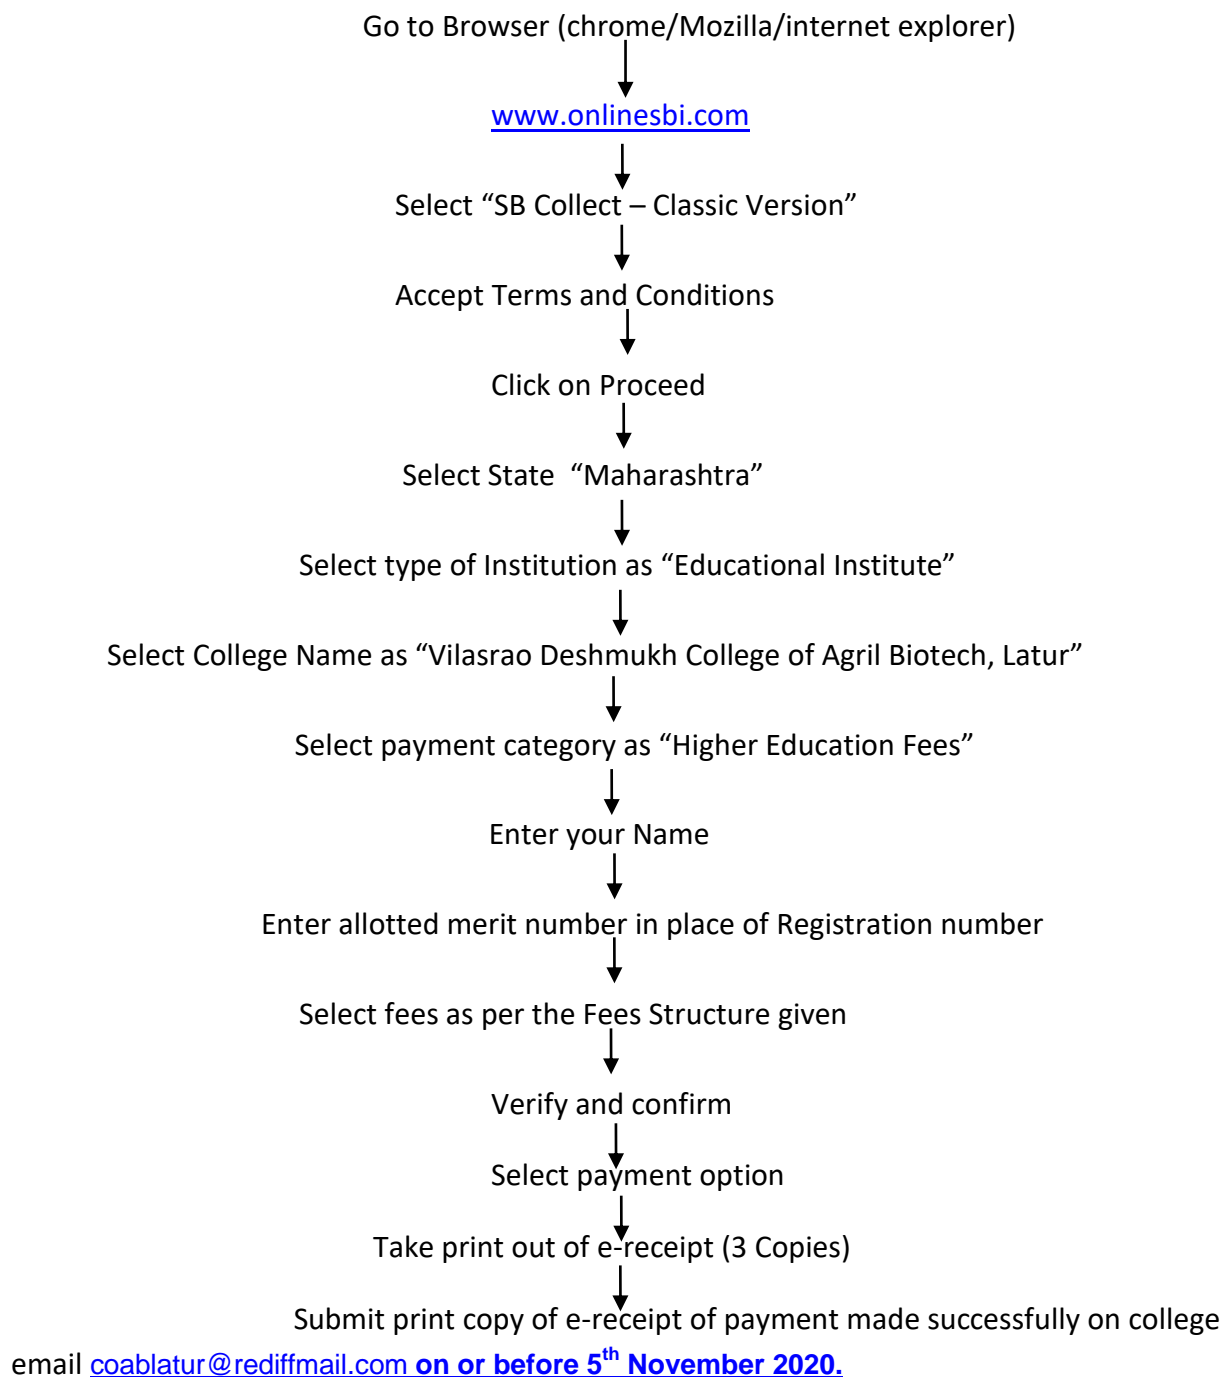 Go to Browser (chrome/Mozilla/internet explorer)
www.onlinesbi.com
Select “SB Collect – Classic Version”
Accept Terms and Conditions
Click on Proceed
Select State  “Maharashtra”
Select type of Institution as “Educational Institute”
Select College Name as “Vilasrao Deshmukh College of Agril Biotech, Latur”
Select payment category as “Higher Education Fees”
Enter your Name
Enter allotted merit number in place of Registration number
Select fees as per the Fees Structure given
Verify and confirm
Select payment option
Take print out of e-receipt (3 Copies)
Submit print copy of e-receipt of payment made successfully on college
email coablatur@rediffmail.com on or before 5th November 2020.